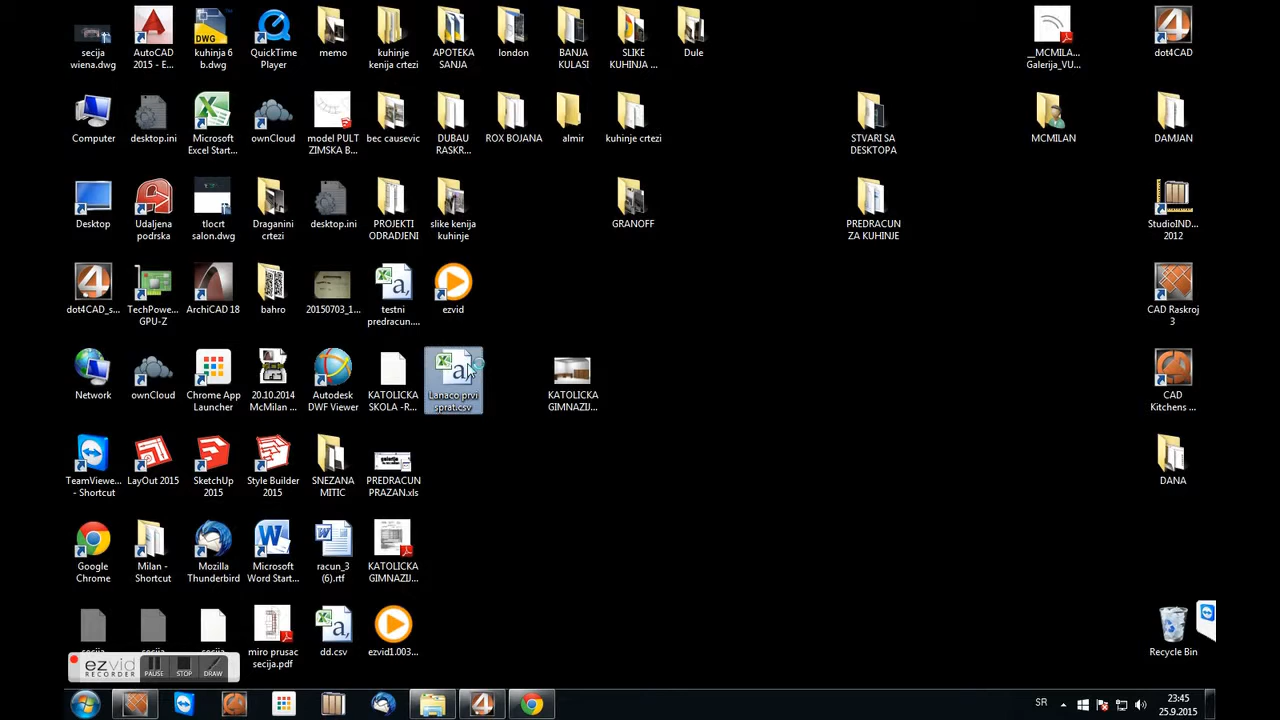 secija
wiena.dwg
AutoCAD
2015 - E...
DWG
kuhinja 6
b.dwg
QuickTime
Player
memo
kuhinje
kenija crtezi
APOTEKA
SANJA
london
BANJA
KULASI
SLIKE
KUHINJA ...
Dule
__MCMILA...
Galerija_VU...
dot4CAD
Computer
desktop.ini
Microsoft
Excel Start...
ownCloud
model PULT
ZIMSKA B...
bec causevic
DUBAU
RASKR...
ROX BOJANA
almir
kuhinje crtezi
STVARI SA
DESKTOPA
MCMILAN
DAMJAN
Desktop
Udaljena
podrska
tlocrt
salon.dwg
Draganini
crtezi
desktop.ini
PROJEKTI
ODRADJENI
slike kenija
kuhinje
GRANOFF
PREDRACUN
ZA KUHINJE
StudioIND...
2012
dot4CAD_s...
TechPowe...
GPU-Z
ArchiCAD 18
bahro
20150703_1...
testni
predracun....
ezvid
CAD Raskroj
3
Network
ownCloud
Chrome App
Launcher
20.10.2014
McMilan ...
Autodesk
DWF Viewer
KATOLICKA
SKOLA -R...
Lanaco prvi
sprat.csv
KATOLICKA
GIMNAZIJ...
CAD
Kitchens ...
TeamViewe...
- Shortcut
LayOut 2015
SketchUp
2015
Style Builder
2015
SNEZANA
MITIC
PREDRACUN
PRAZAN.xls
DANA
Google
Chrome
Milan -
Shortcut
Mozilla
Thunderbird
Microsoft
Word Start...
racun_3
(6).rtf
KATOLICKA
GIMNAZIJ...
secija
secija
secija
miro prusac
secija.pdf
dd.csv
ezvid1.003...
Recycle Bin
ezvid
RECORDER
PAUSE
STOP
DRAW
SR
23:45
25.9.2015